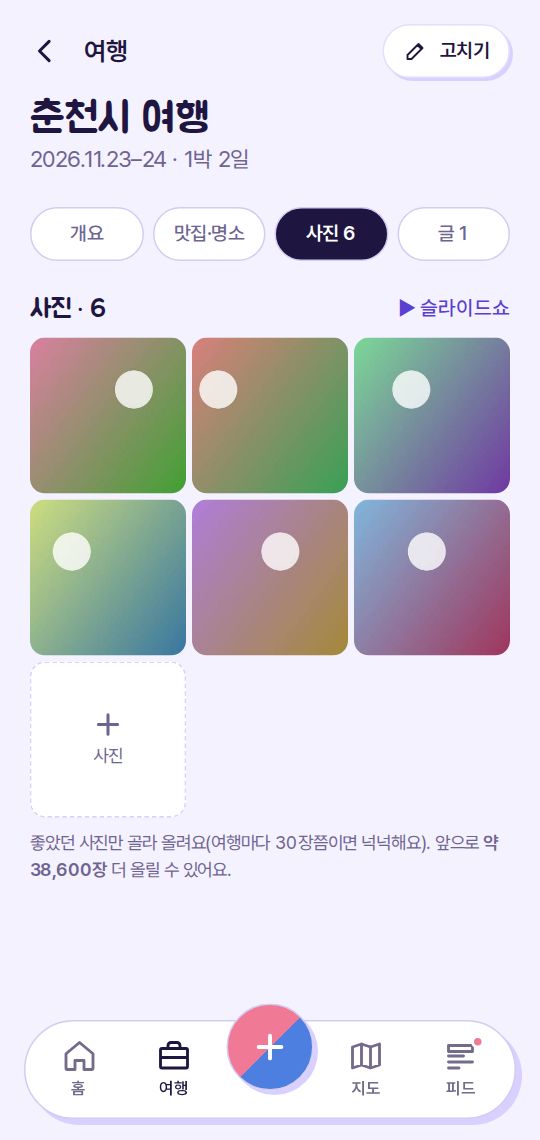 여행
고치기
춘천시 여행
2026.11.23–24 · 1박 2일
개요
맛집·명소
사진 6
글 1
사진 · 6
▶ 슬라이드쇼
사진
좋았던 사진만 골라 올려요(여행마다 30장쯤이면 넉넉해요). 앞으로 약
38,600장 더 올릴 수 있어요.
홈
여행
지도
피드